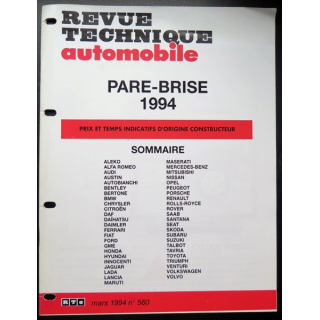 REVUE
TECHNIQUE
automobile
PARE-BRISE
1994
PRIX ET TEMPS INDICATIFS D'ORIGINE CONSTRUCTEUR
SOMMAIRE
ALEKO
ALFA ROMEO
AUDI
AUSTIN
AUTOBIANCHI
BENTLEY
BERTONE
BMW
CHRYSLER
CITROËN
DAF
DAIHATSU
DAIMLER
FERRARI
FIAT
FORD
GME
HONDA
HYUNDAI
INNOCENTI
JAGUAR
LADA
LANCIA
MARUTI
MASERATI
MERCEDES-BENZ
MITSUBISHI
NISSAN
OPEL
PEUGEOT
PORSCHE
RENAULT
ROLLS-ROYCE
ROVER
SAAB
SANTANA
SEAT
SKODA
SUBARU
SUZUKI
TALBOT
TAVRIA
TOYOTA
TRIUMPH
VENTURI
VOLKSWAGEN
VOLVO
RTa mars 1994 n° 560